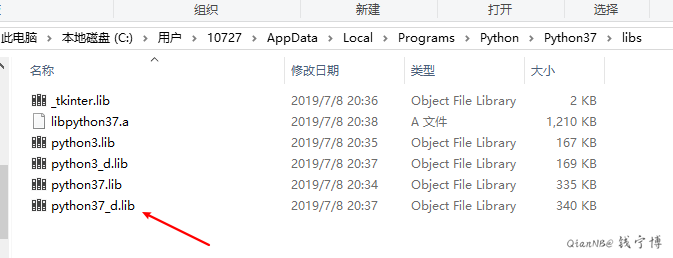 组织 新建 打开 选择
此电脑 › 本地磁盘 (C:) › 用户 › 10727 › AppData › Local › Programs › Python › Python37 › libs
名称 修改日期 类型 大小
_tkinter.lib 2019/7/8 20:36 Object File Library 2 KB
libpython37.a 2019/7/8 20:38 A 文件 1,210 KB
python3.lib 2019/7/8 20:35 Object File Library 167 KB
python3_d.lib 2019/7/8 20:37 Object File Library 169 KB
python37.lib 2019/7/8 20:34 Object File Library 335 KB
python37_d.lib 2019/7/8 20:37 Object File Library 340 KB
QianNB@ 钱宁博